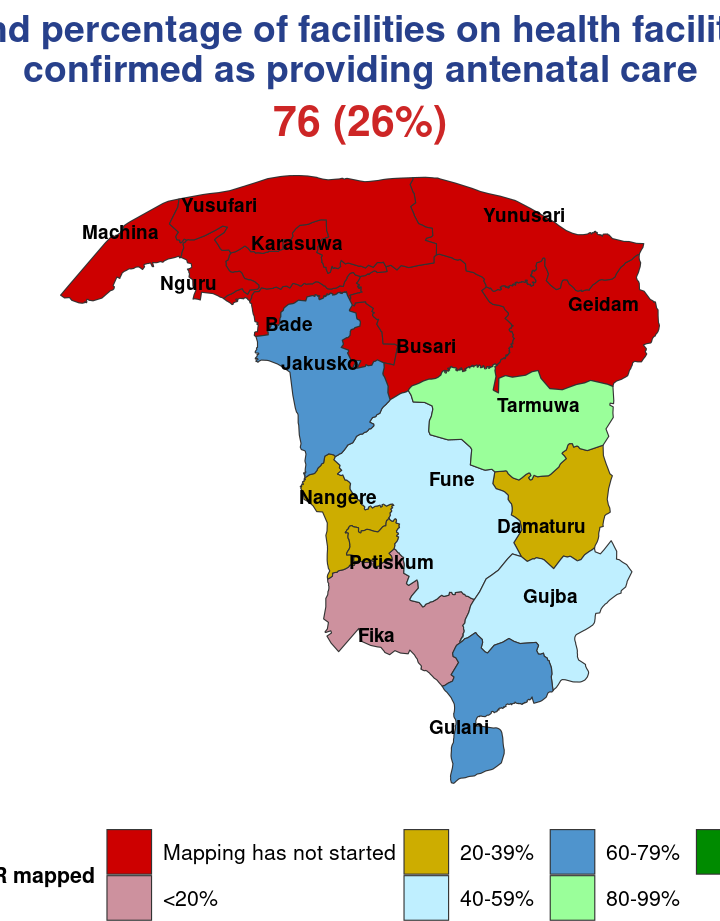 percentage of facilities on health
confirmed as providing antenatal care
76 (26%)
Yusufari
Yunusari
Machina
Karasuwa
Nguru
Geidam
Bade
Busari
Jakusko
Tarmuwa
Fune
Nangere
Damaturu
Potiskum
Gujba
Fika
Gulani
Mapping has not started
20-39%
60-79%
R mapped
<20%
40-59%
80-99%